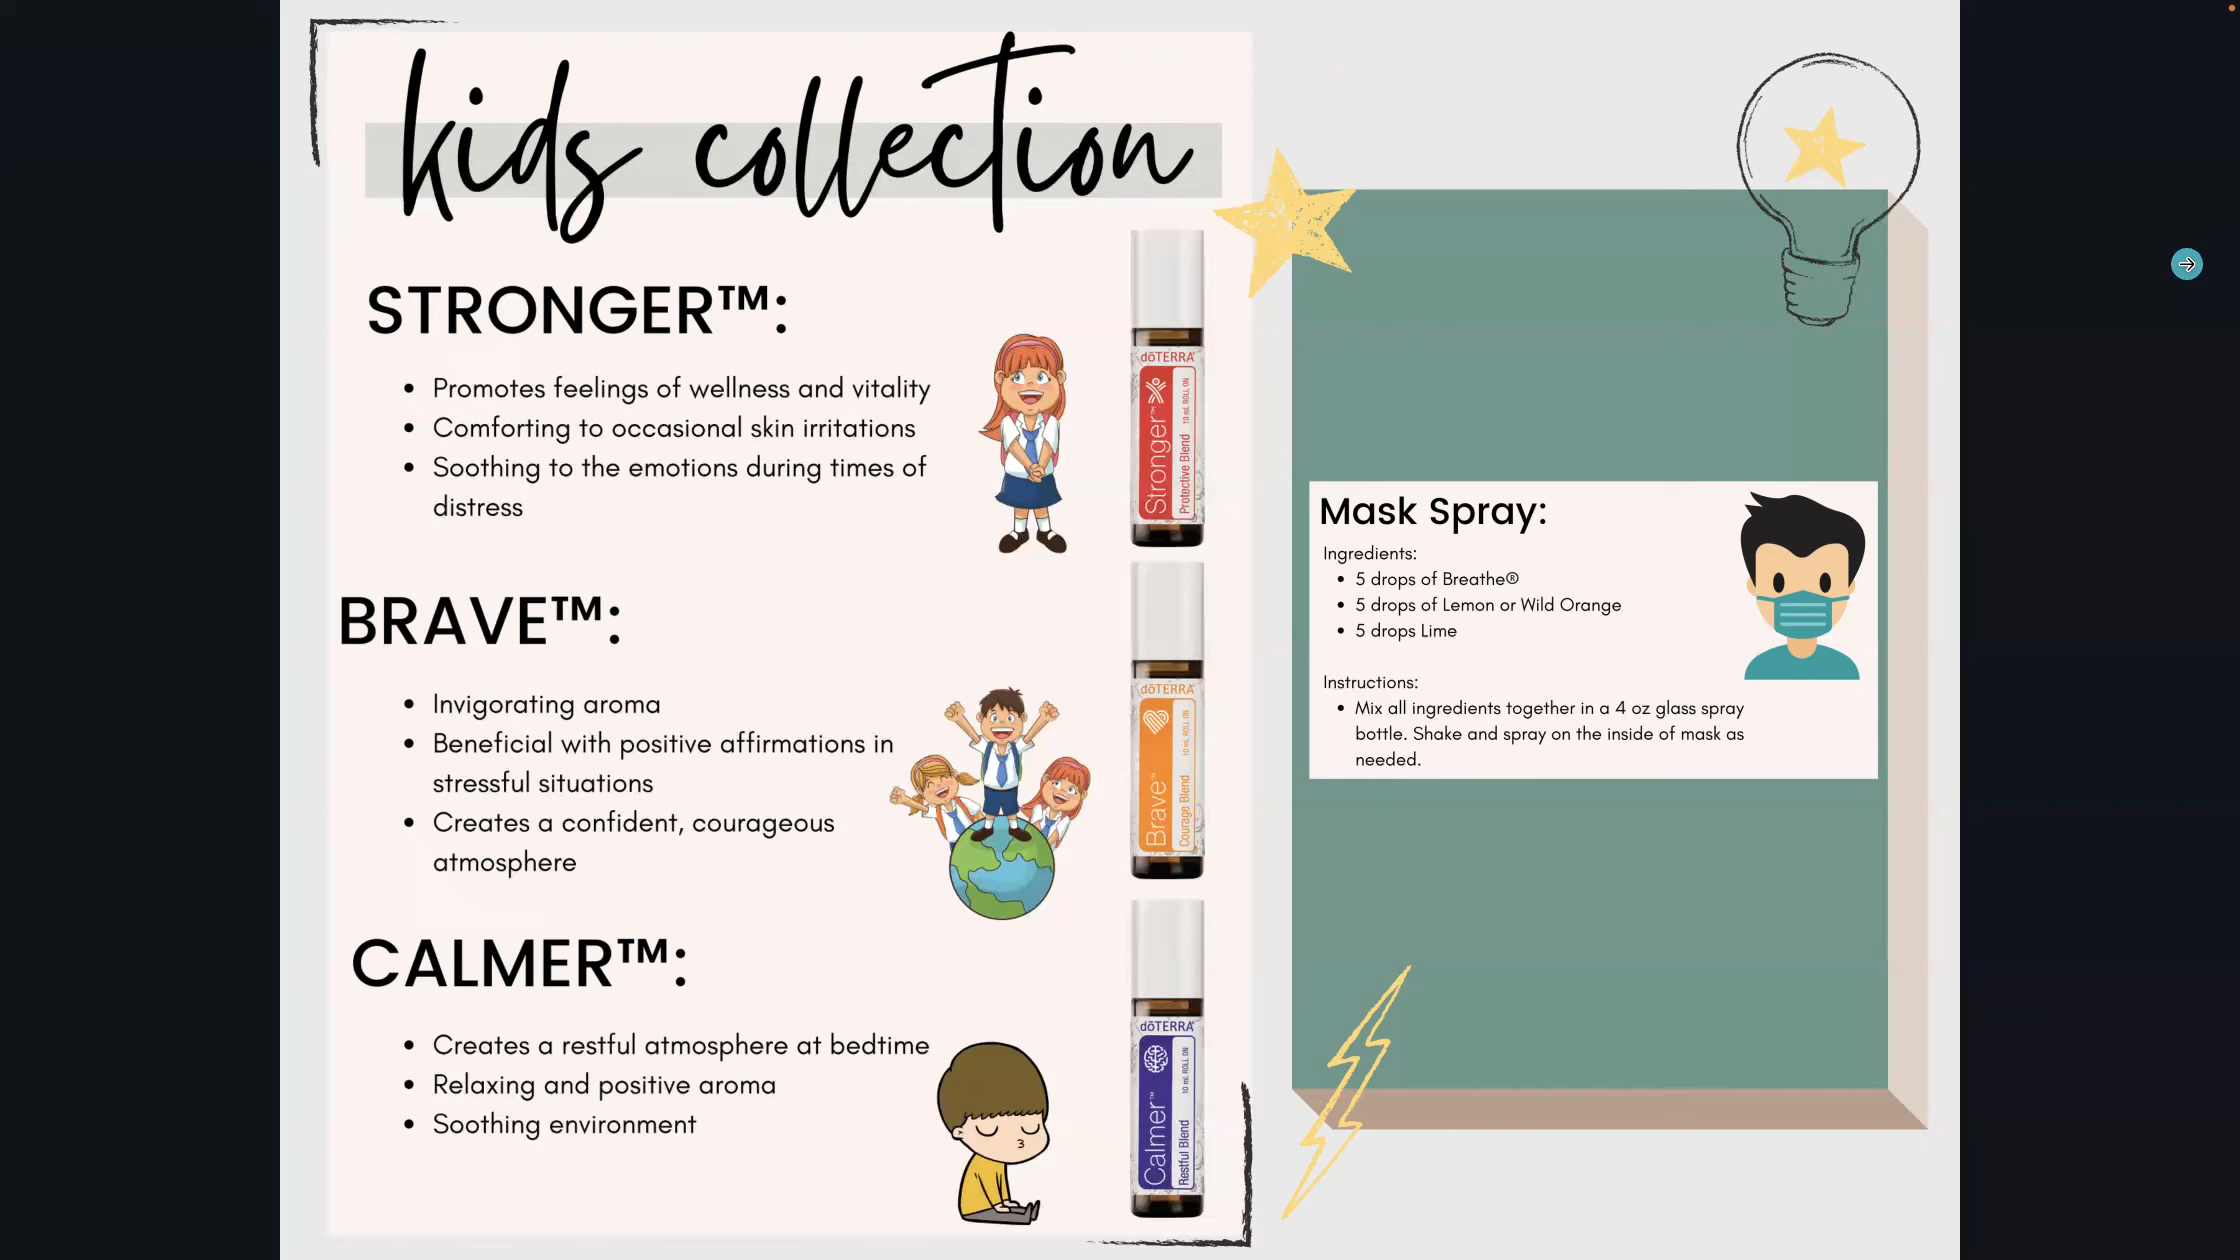 kids collection
STRONGER™:
• Promotes feelings of wellness and vitality
• Comforting to occasional skin irritations
• Soothing to the emotions during times of
distress
dōTERRA
Stronger™
Protective Blend 10 mL ROLL ON
BRAVE™:
• Invigorating aroma
• Beneficial with positive affirmations in
stressful situations
• Creates a confident, courageous
atmosphere
dōTERRA
Brave™
Courage Blend 10 mL ROLL ON
CALMER™:
• Creates a restful atmosphere at bedtime
• Relaxing and positive aroma
• Soothing environment
dōTERRA
Calmer™
Restful Blend 10 mL ROLL ON
Mask Spray:
Ingredients:
• 5 drops of Breathe®
• 5 drops of Lemon or Wild Orange
• 5 drops Lime
Instructions:
• Mix all ingredients together in a 4 oz glass spray
bottle. Shake and spray on the inside of mask as
needed.